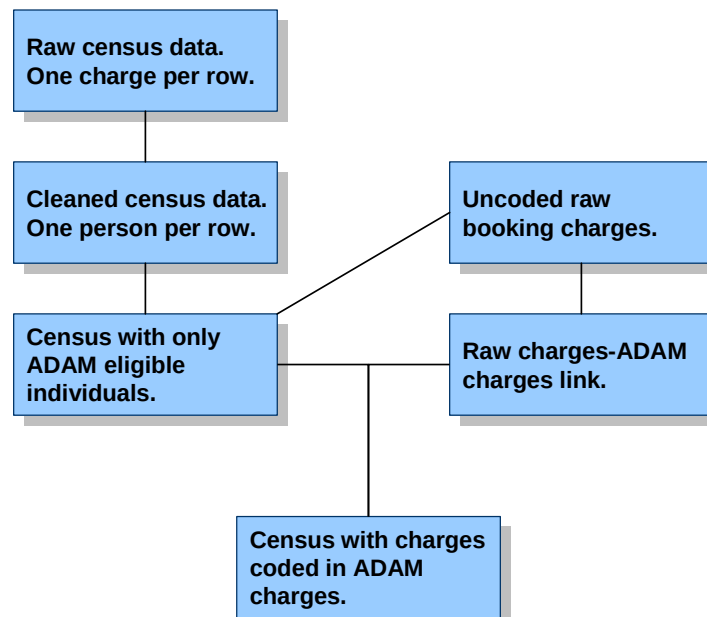 Raw census data.
One charge per row.
Cleaned census data.
One person per row.
Uncoded raw
booking charges.
Census with only
ADAM eligible
individuals.
Raw charges-ADAM
charges link.
Census with charges
coded in ADAM
charges.